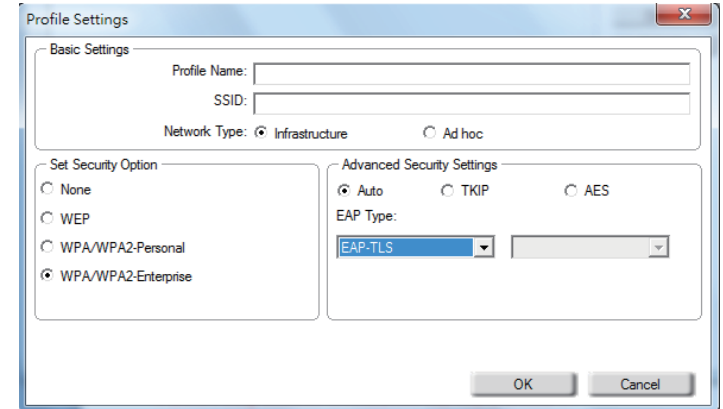 Profile Settings
Basic Settings
Profile Name:
SSID:
Network Type: Infrastructure Ad hoc
Set Security Option
None
WEP
WPA/WPA2-Personal
WPA/WPA2-Enterprise
Advanced Security Settings
Auto TKIP AES
EAP Type:
EAP-TLS
OK Cancel